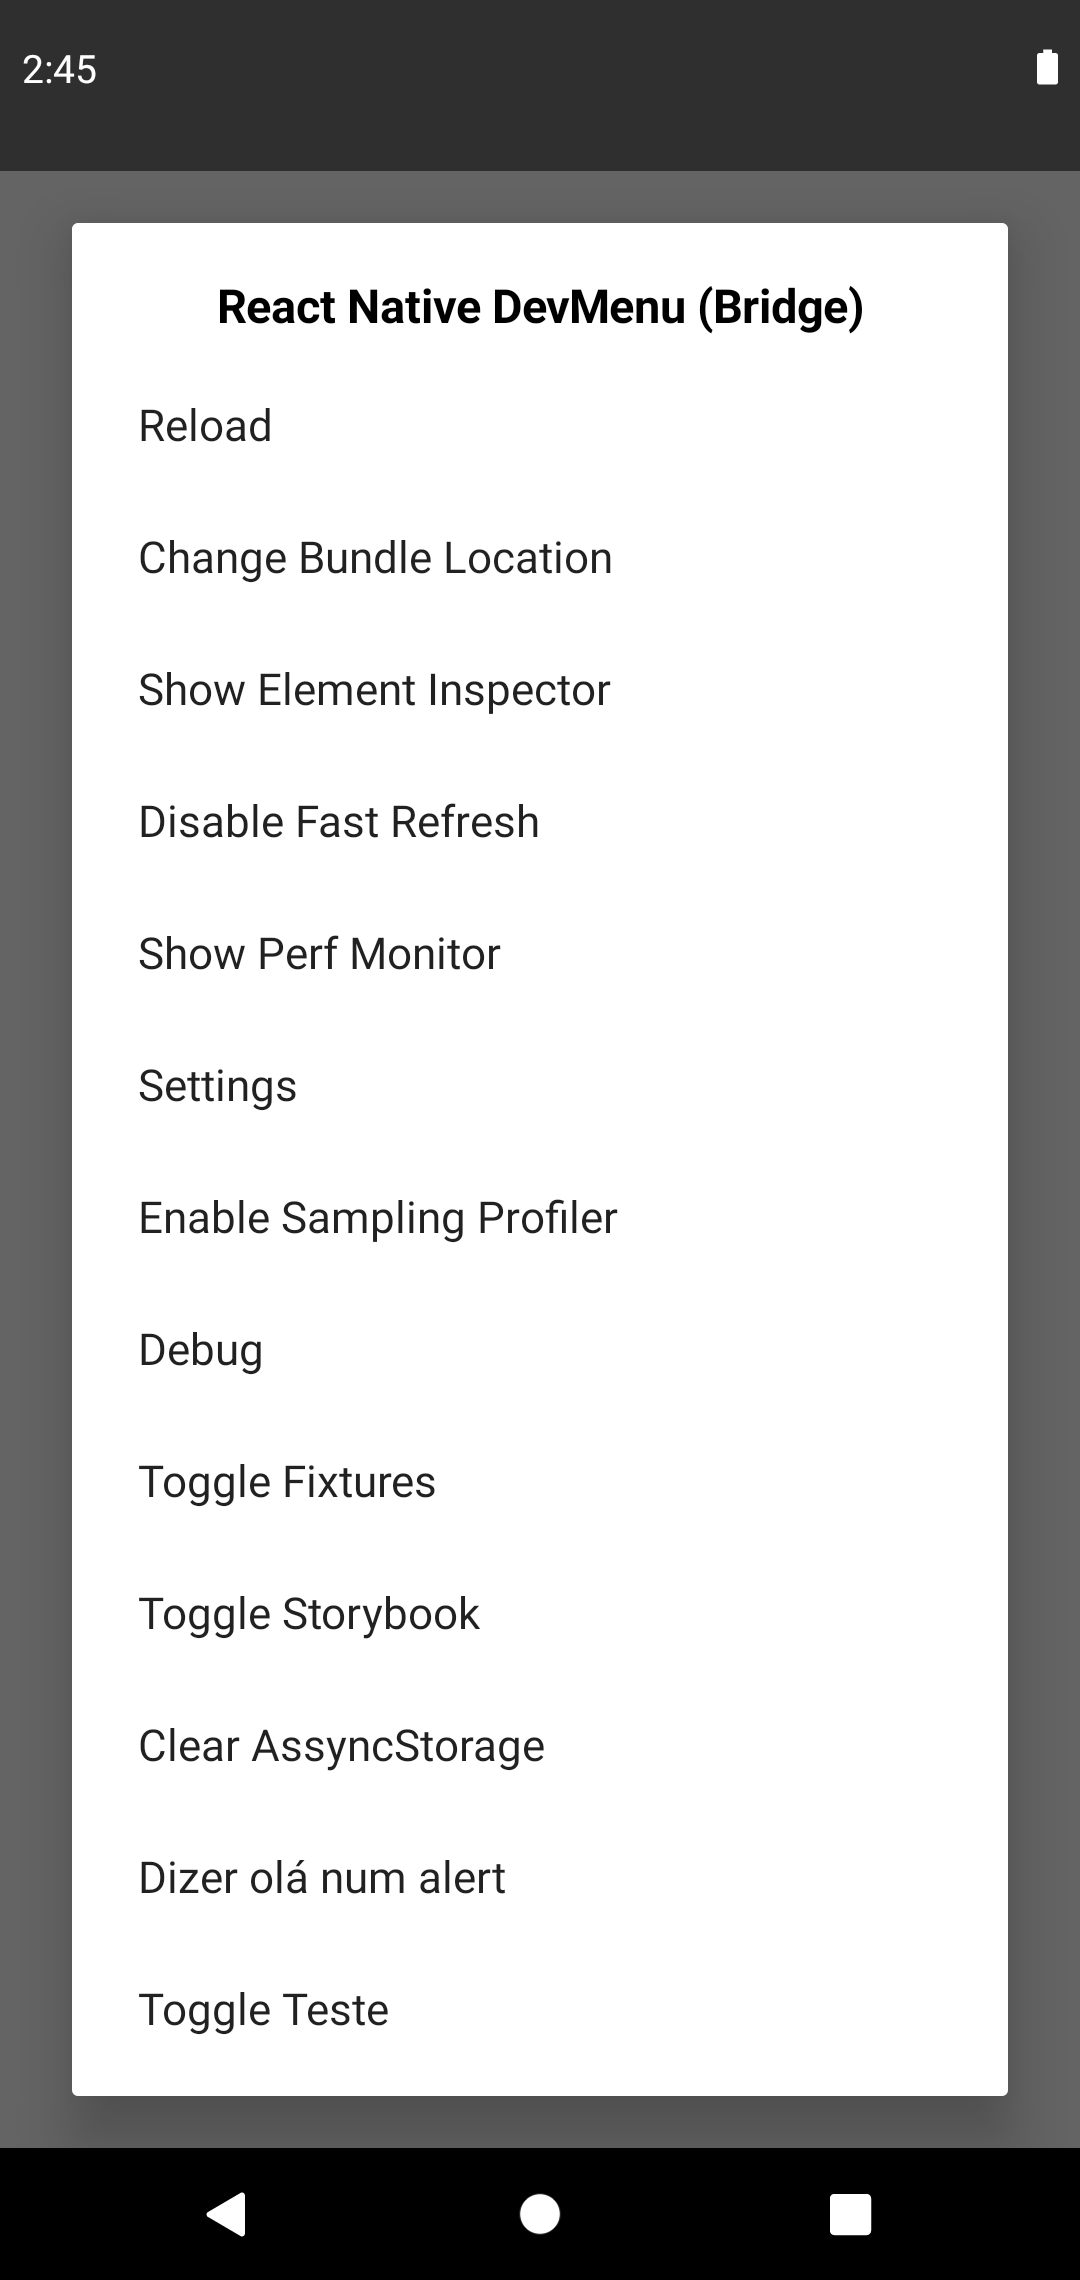 2:45
React Native DevMenu (Bridge)
Reload
Change Bundle Location
Show Element Inspector
Disable Fast Refresh
Show Perf Monitor
Settings
Enable Sampling Profiler
Debug
Toggle Fixtures
Toggle Storybook
Clear AssyncStorage
Dizer olá num alert
Toggle Teste